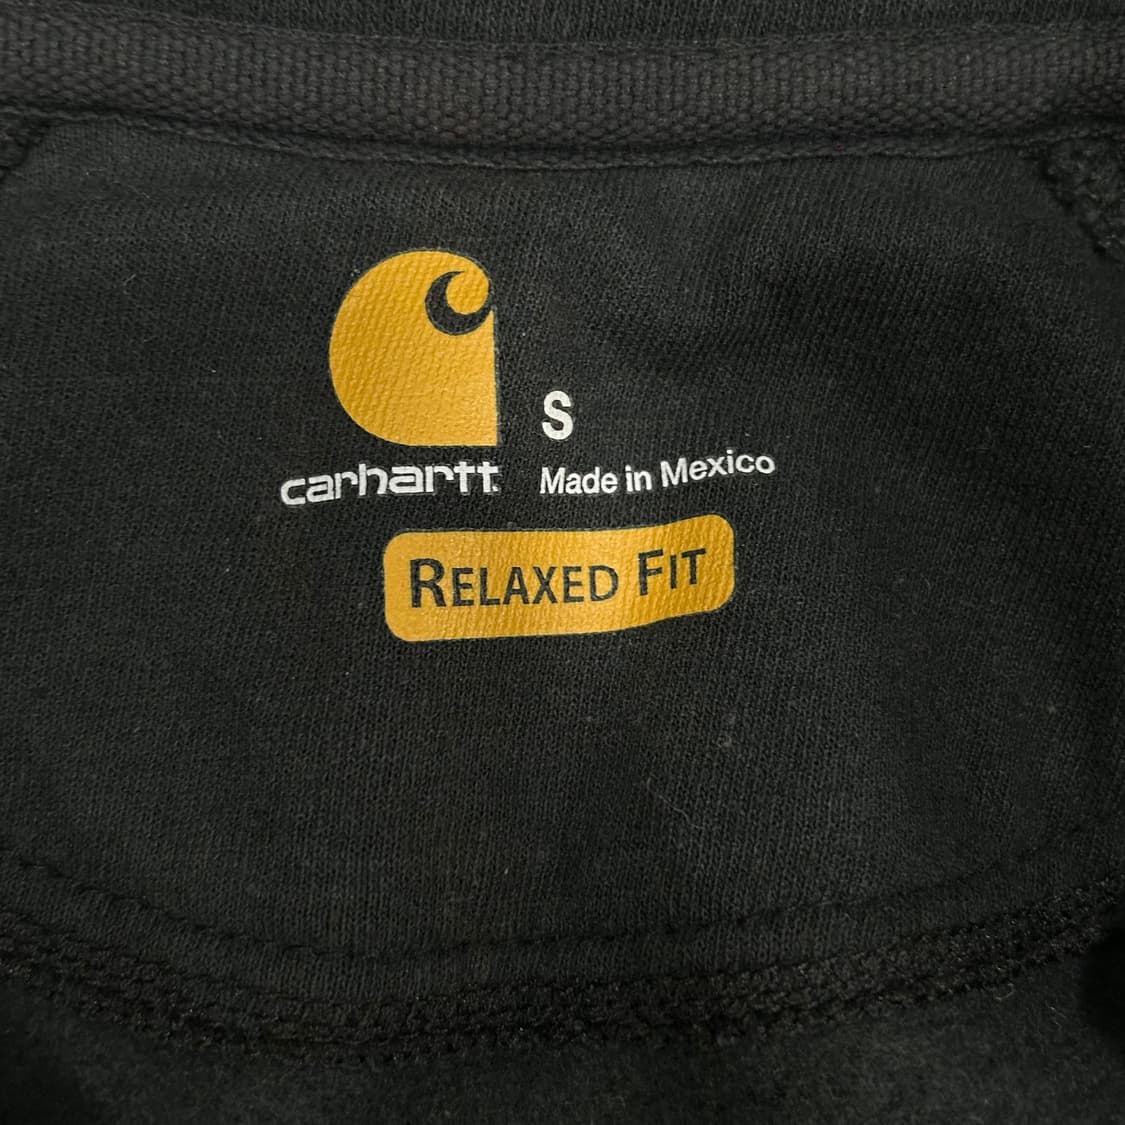 S
carhartt
Made in Mexico
RELAXED FIT